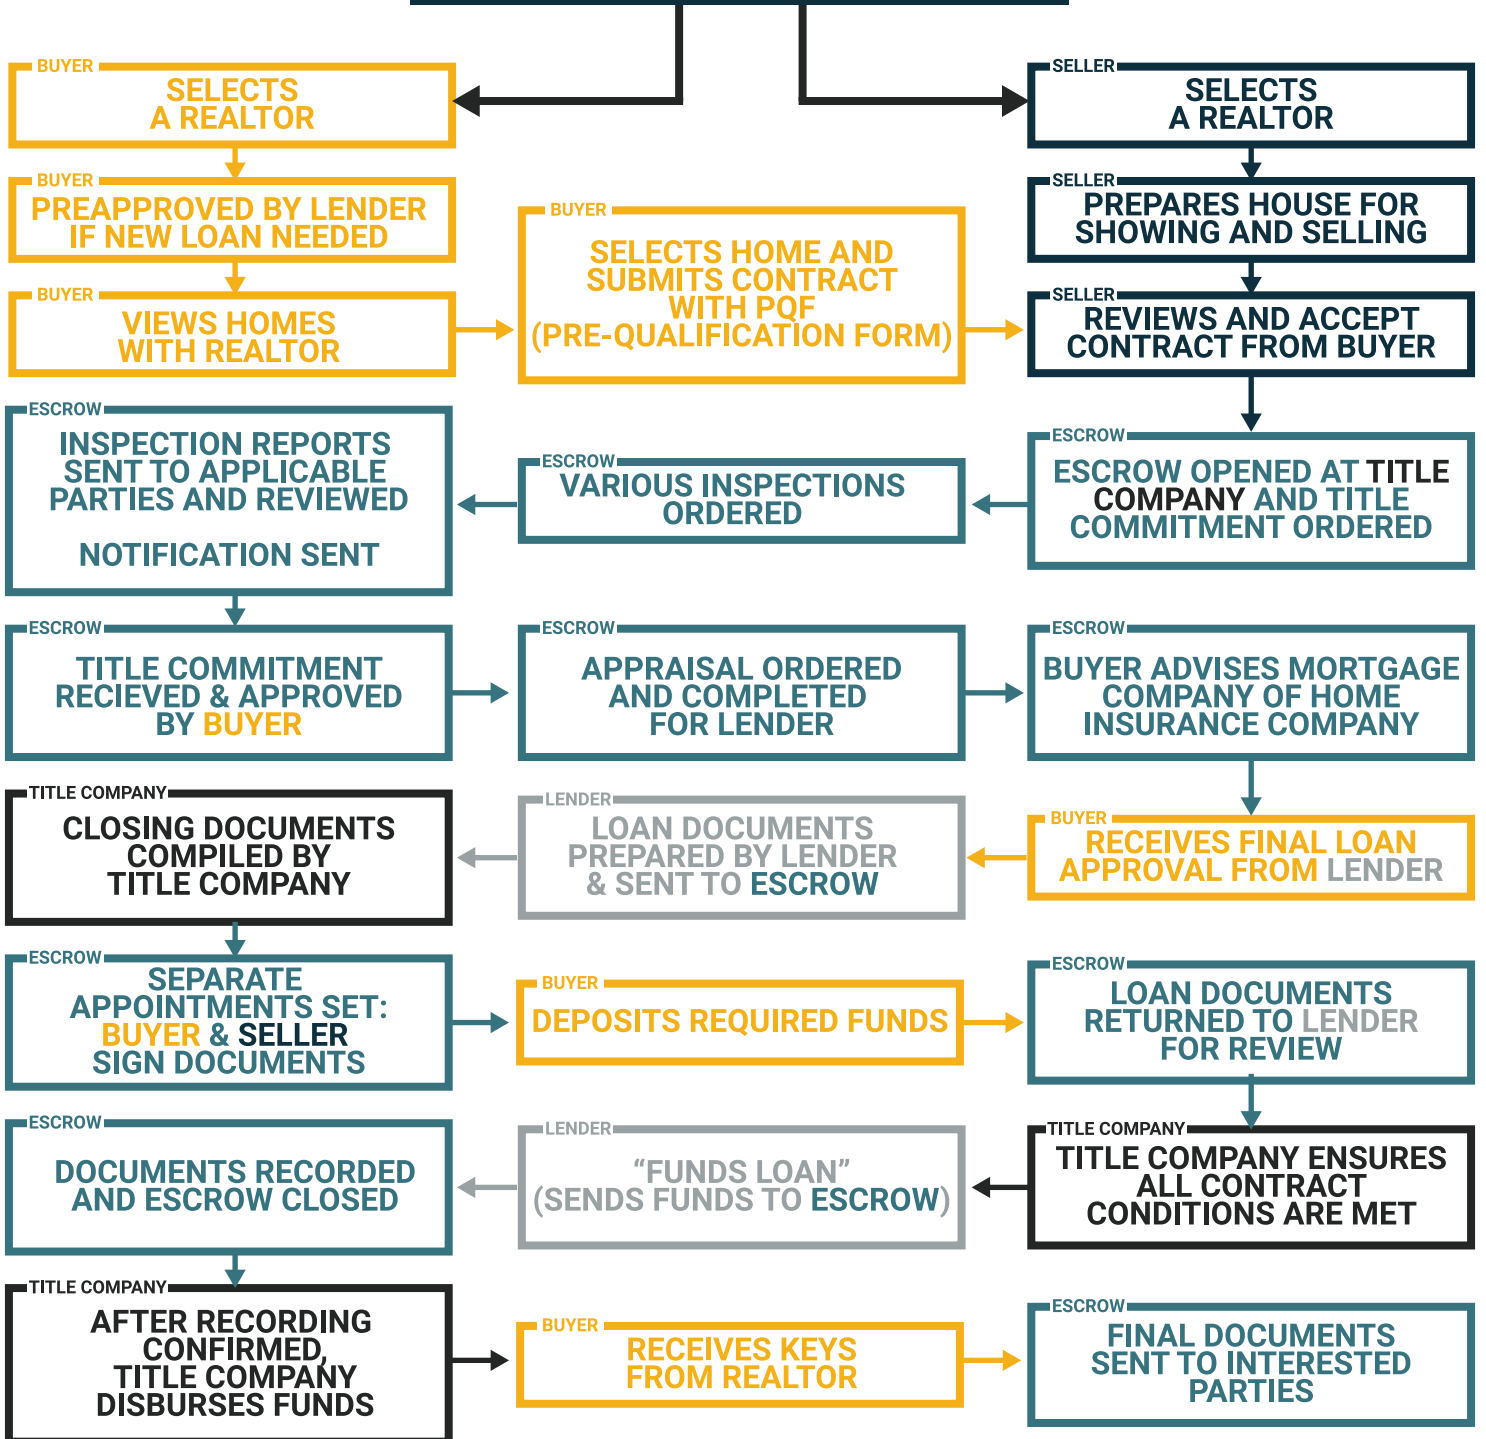 BUYER
SELECTS
A REALTOR
SELLER
SELECTS
A REALTOR
BUYER
PREAPPROVED BY LENDER
IF NEW LOAN NEEDED
SELLER
PREPARES HOUSE FOR
SHOWING AND SELLING
BUYER
VIEWS HOMES
WITH REALTOR
BUYER
SELECTS HOME AND
SUBMITS CONTRACT
WITH PQF
(PRE-QUALIFICATION FORM)
SELLER
REVIEWS AND ACCEPT
CONTRACT FROM BUYER
ESCROW
ESCROW OPENED AT TITLE
COMPANY AND TITLE
COMMITMENT ORDERED
ESCROW
VARIOUS INSPECTIONS
ORDERED
ESCROW
INSPECTION REPORTS
SENT TO APPLICABLE
PARTIES AND REVIEWED
NOTIFICATION SENT
ESCROW
TITLE COMMITMENT
RECIEVED & APPROVED
BY BUYER
ESCROW
APPRAISAL ORDERED
AND COMPLETED
FOR LENDER
ESCROW
BUYER ADVISES MORTGAGE
COMPANY OF HOME
INSURANCE COMPANY
BUYER
RECEIVES FINAL LOAN
APPROVAL FROM LENDER
LENDER
LOAN DOCUMENTS
PREPARED BY LENDER
& SENT TO ESCROW
TITLE COMPANY
CLOSING DOCUMENTS
COMPILED BY
TITLE COMPANY
ESCROW
SEPARATE
APPOINTMENTS SET:
BUYER & SELLER
SIGN DOCUMENTS
BUYER
DEPOSITS REQUIRED FUNDS
ESCROW
LOAN DOCUMENTS
RETURNED TO LENDER
FOR REVIEW
TITLE COMPANY
TITLE COMPANY ENSURES
ALL CONTRACT
CONDITIONS ARE MET
LENDER
“FUNDS LOAN”
(SENDS FUNDS TO ESCROW)
ESCROW
DOCUMENTS RECORDED
AND ESCROW CLOSED
TITLE COMPANY
AFTER RECORDING
CONFIRMED,
TITLE COMPANY
DISBURSES FUNDS
BUYER
RECEIVES KEYS
FROM REALTOR
ESCROW
FINAL DOCUMENTS
SENT TO INTERESTED
PARTIES